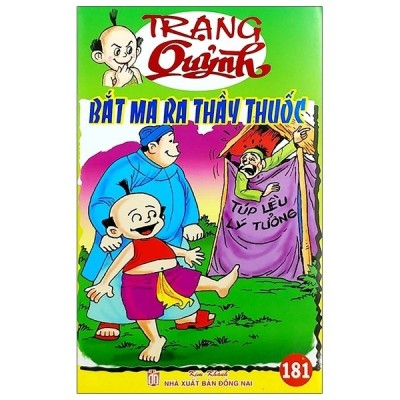 TRẠNG
Quỷnh
BẮT MA RA THẦY THUỐC
TÚP LỀU
LÝ TƯỞNG
181
Kim Khánh
NHÀ XUẤT BẢN ĐỒNG NAI